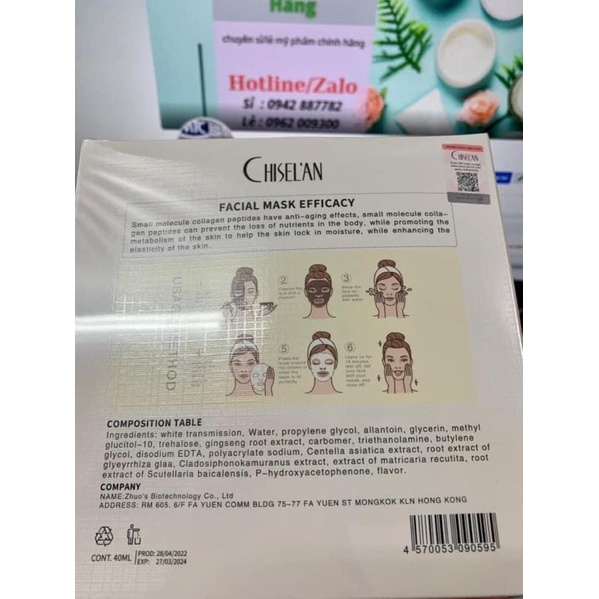 Hàng
chuyên sỉ/lẻ mỹ phẩm chính hãng
Hotline/Zalo
Sỉ : 0942 887782
Lẻ : 0962 009300
CHISEL'AN
CHISEL'AN
FACIAL MASK EFFICACY
Small molecule collagen peptides have anti-aging effects, small molecule colla-
gen peptides can prevent the loss of nutrients in the body, while promoting the
metabolism of the skin to help the skin lock in moisture, while enhancing the
elasticity of the skin.
2
3
5
6
COMPOSITION TABLE
Ingredients: white transmission, Water, propylene glycol, allantoin, glycerin, methyl
glucitol-10, trehalose, gingseng root extract, carbomer, triethanolamine, butylene
glycol, disodium EDTA, polyacrylate sodium, Centella asiatica extract, root extract of
glyeyrrhiza glaa, Cladosiphonokamuranus extract, extract of matricaria recutita, root
extract of Scutellaria baicalensis, P-hydroxyacetophenone, flavor.
COMPANY
NAME:Zhuo's Biotechnology Co., Ltd
ADDRESS: RM 605. 6/F FA YUEN COMM BLDG 75-77 FA YUEN ST MONGKOK KLN HONG KONG
CONT. 40ML
PROD: 28/04/2022
EXP: 27/03/2024
4 570053 090595